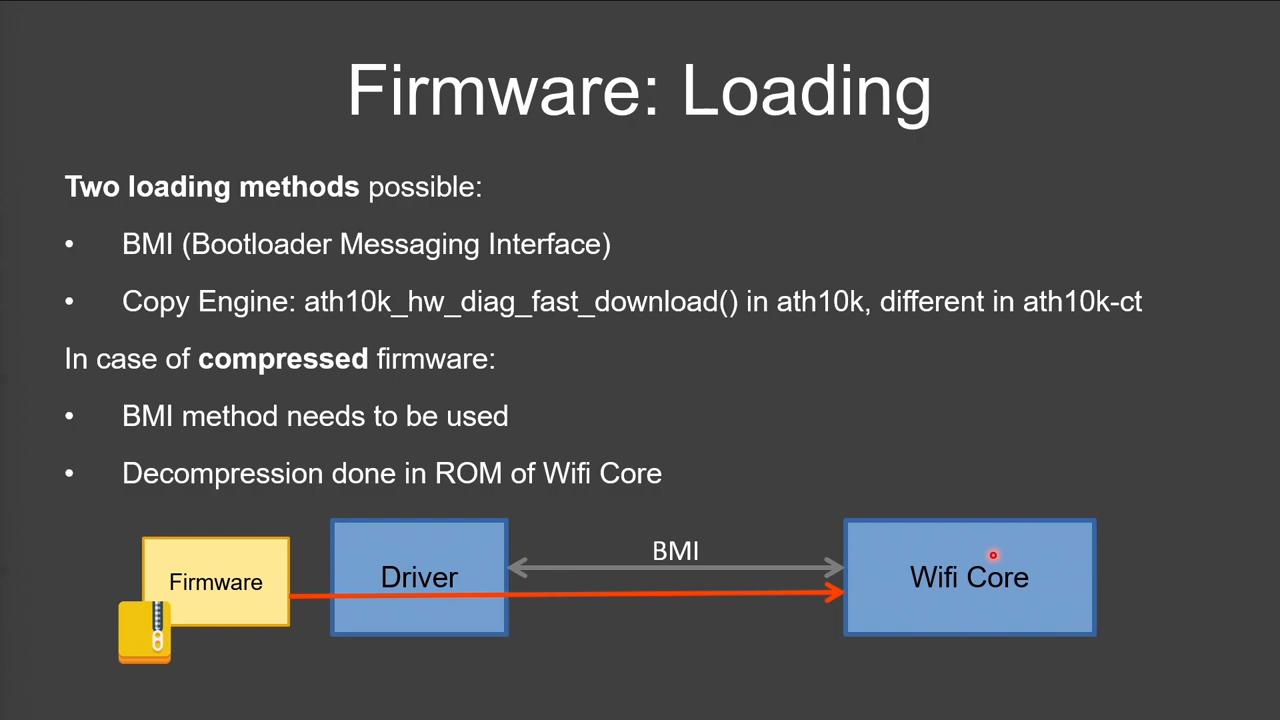 Firmware: Loading
Two loading methods possible:
• BMI (Bootloader Messaging Interface)
• Copy Engine: ath10k_hw_diag_fast_download() in ath10k, different in ath10k-ct
In case of compressed firmware:
• BMI method needs to be used
• Decompression done in ROM of Wifi Core
Firmware
Driver
BMI
Wifi Core